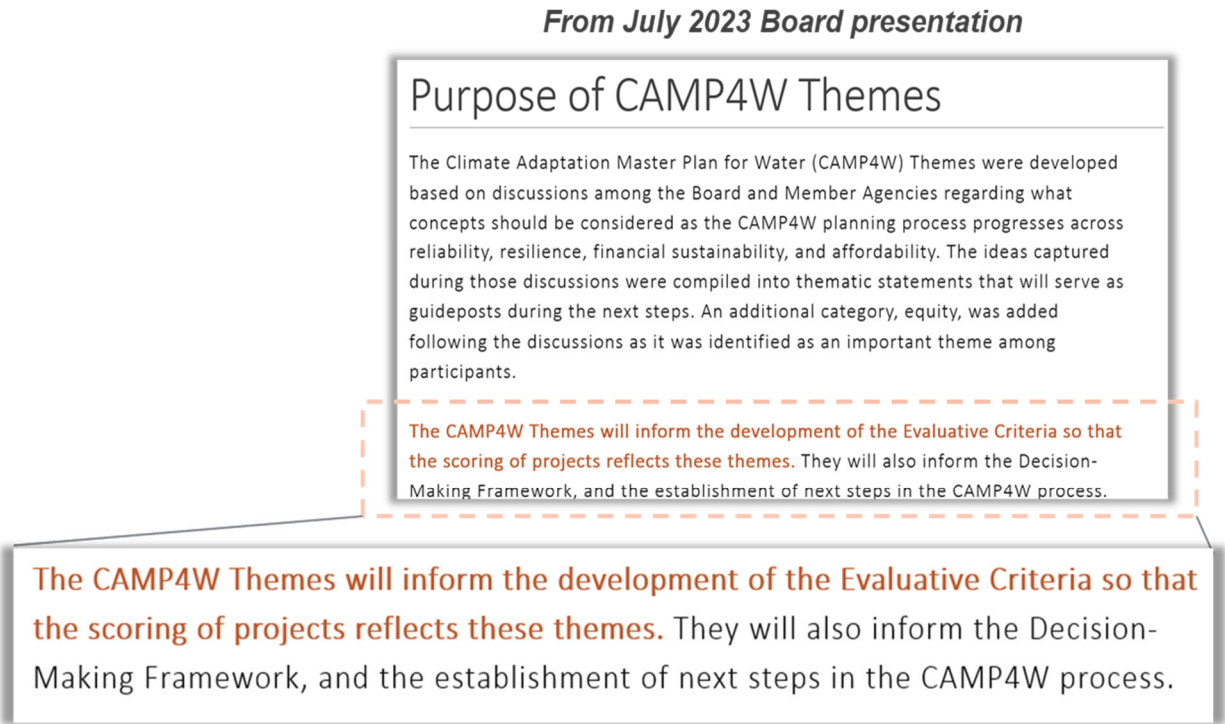 From July 2023 Board presentation
Purpose of CAMP4W Themes
The Climate Adaptation Master Plan for Water (CAMP4W) Themes were developed
based on discussions among the Board and Member Agencies regarding what
concepts should be considered as the CAMP4W planning process progresses across
reliability, resilience, financial sustainability, and affordability. The ideas captured
during those discussions were compiled into thematic statements that will serve as
guideposts during the next steps. An additional category, equity, was added
following the discussions as it was identified as an important theme among
participants.
The CAMP4W Themes will inform the development of the Evaluative Criteria so that
the scoring of projects reflects these themes. They will also inform the Decision-
Making Framework, and the establishment of next steps in the CAMP4W process.
The CAMP4W Themes will inform the development of the Evaluative Criteria so that
the scoring of projects reflects these themes. They will also inform the Decision-
Making Framework, and the establishment of next steps in the CAMP4W process.